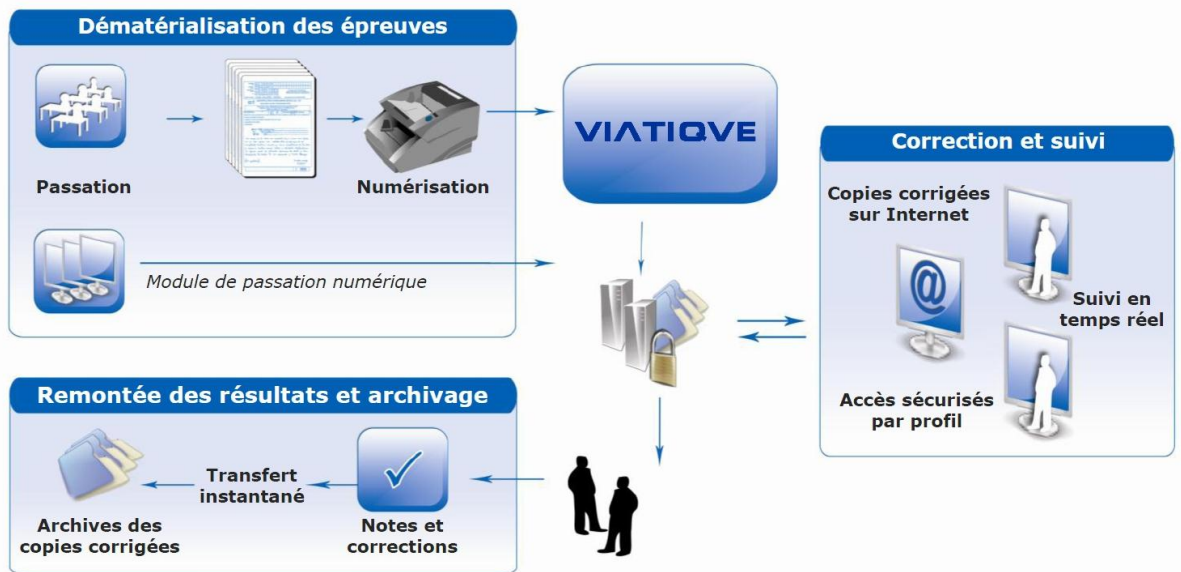 Dématérialisation des épreuves
Passation
Numérisation
Module de passation numérique
VIATIQVE
Correction et suivi
Copies corrigées
sur Internet
@
Suivi en
temps réel
Accès sécurisés
par profil
Remontée des résultats et archivage
Archives des
copies corrigées
Transfert
instantané
Notes et
corrections